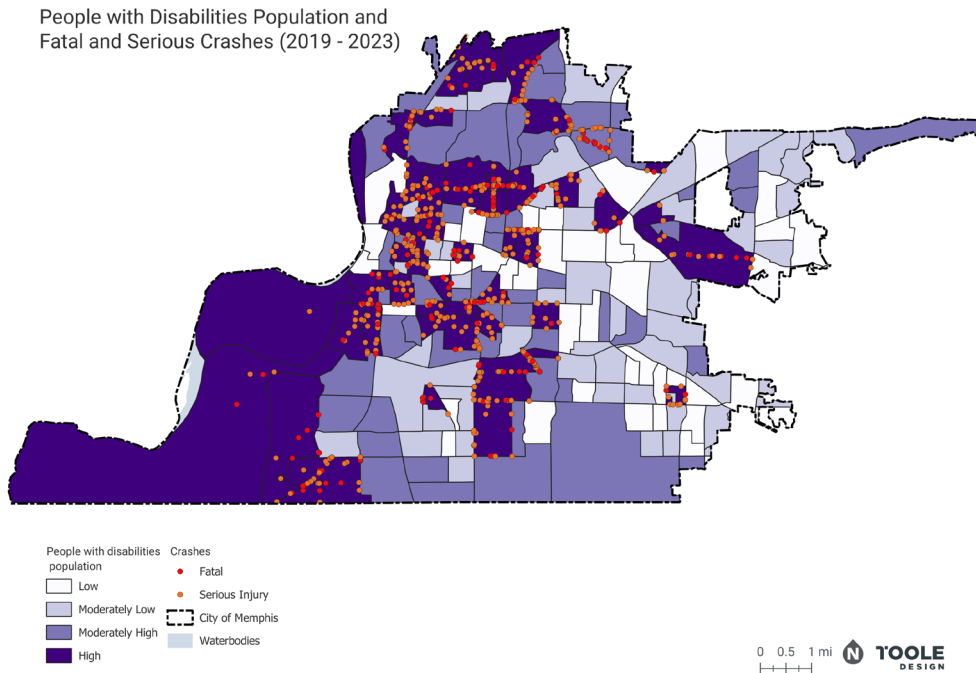 People with Disabilities Population and
Fatal and Serious Crashes (2019 - 2023)
People with disabilities
population
Low
Moderately Low
Moderately High
High
Crashes
Fatal
Serious Injury
City of Memphis
Waterbodies
0 0.5 1 mi
N
TOOLE
DESIGN